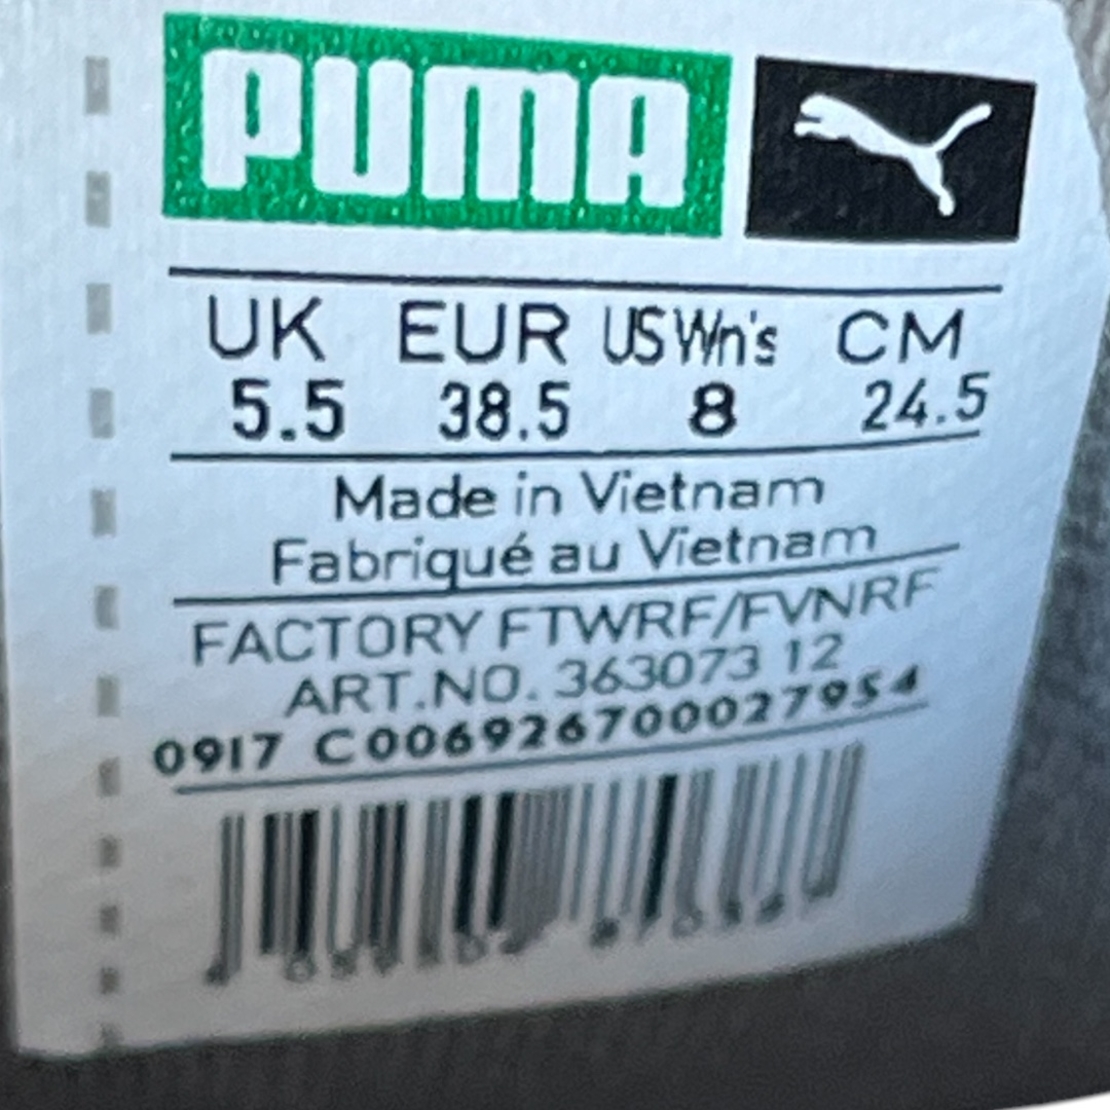 PUMA
UK EUR US Wn's CM
5.5 38.5 8 24.5
Made in Vietnam
Fabriqué au Vietnam
FACTORY FTWRF/FVNRF
ART.NO. 363073 12
0917 C006926700027954